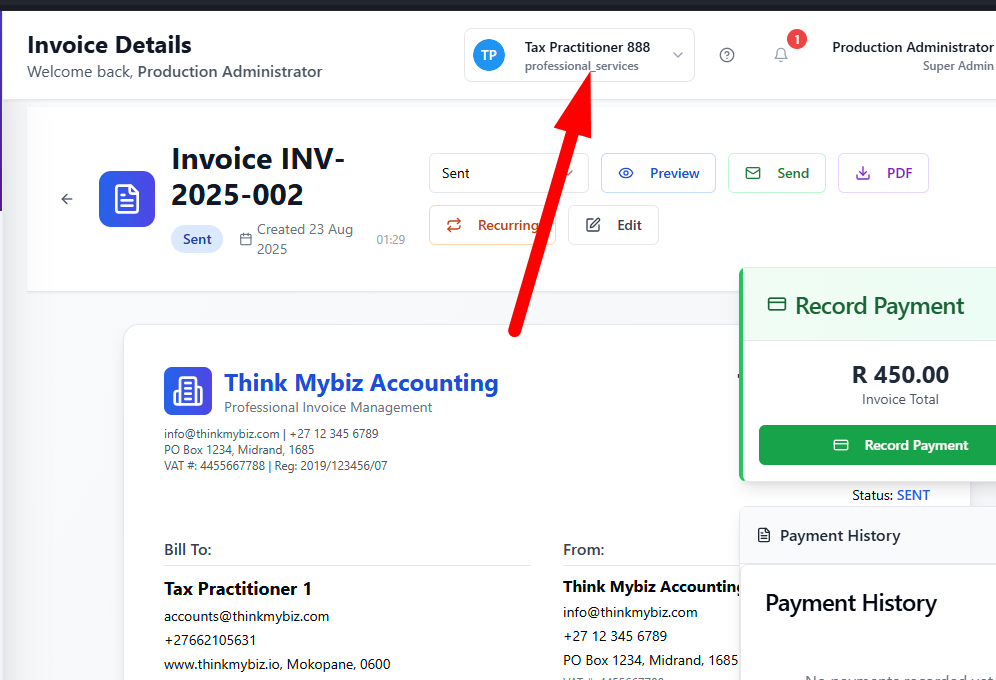 Invoice Details
Welcome back, Production Administrator
TP
Tax Practitioner 888
professional_services
1
Production Administrator
Super Admin
Invoice INV-
2025-002
Sent
Created 23 Aug
2025
01:29
Sent
Preview
Send
PDF
Recurring
Edit
Record Payment
R 450.00
Invoice Total
Record Payment
Think Mybiz Accounting
Professional Invoice Management
info@thinkmybiz.com | +27 12 345 6789
PO Box 1234, Midrand, 1685
VAT #: 4455667788 | Reg: 2019/123456/07
Status: SENT
Payment History
Payment History
Bill To:
Tax Practitioner 1
accounts@thinkmybiz.com
+27662105631
www.thinkmybiz.io, Mokopane, 0600
From:
Think Mybiz Accounting
info@thinkmybiz.com
+27 12 345 6789
PO Box 1234, Midrand, 1685
No payments recorded yet